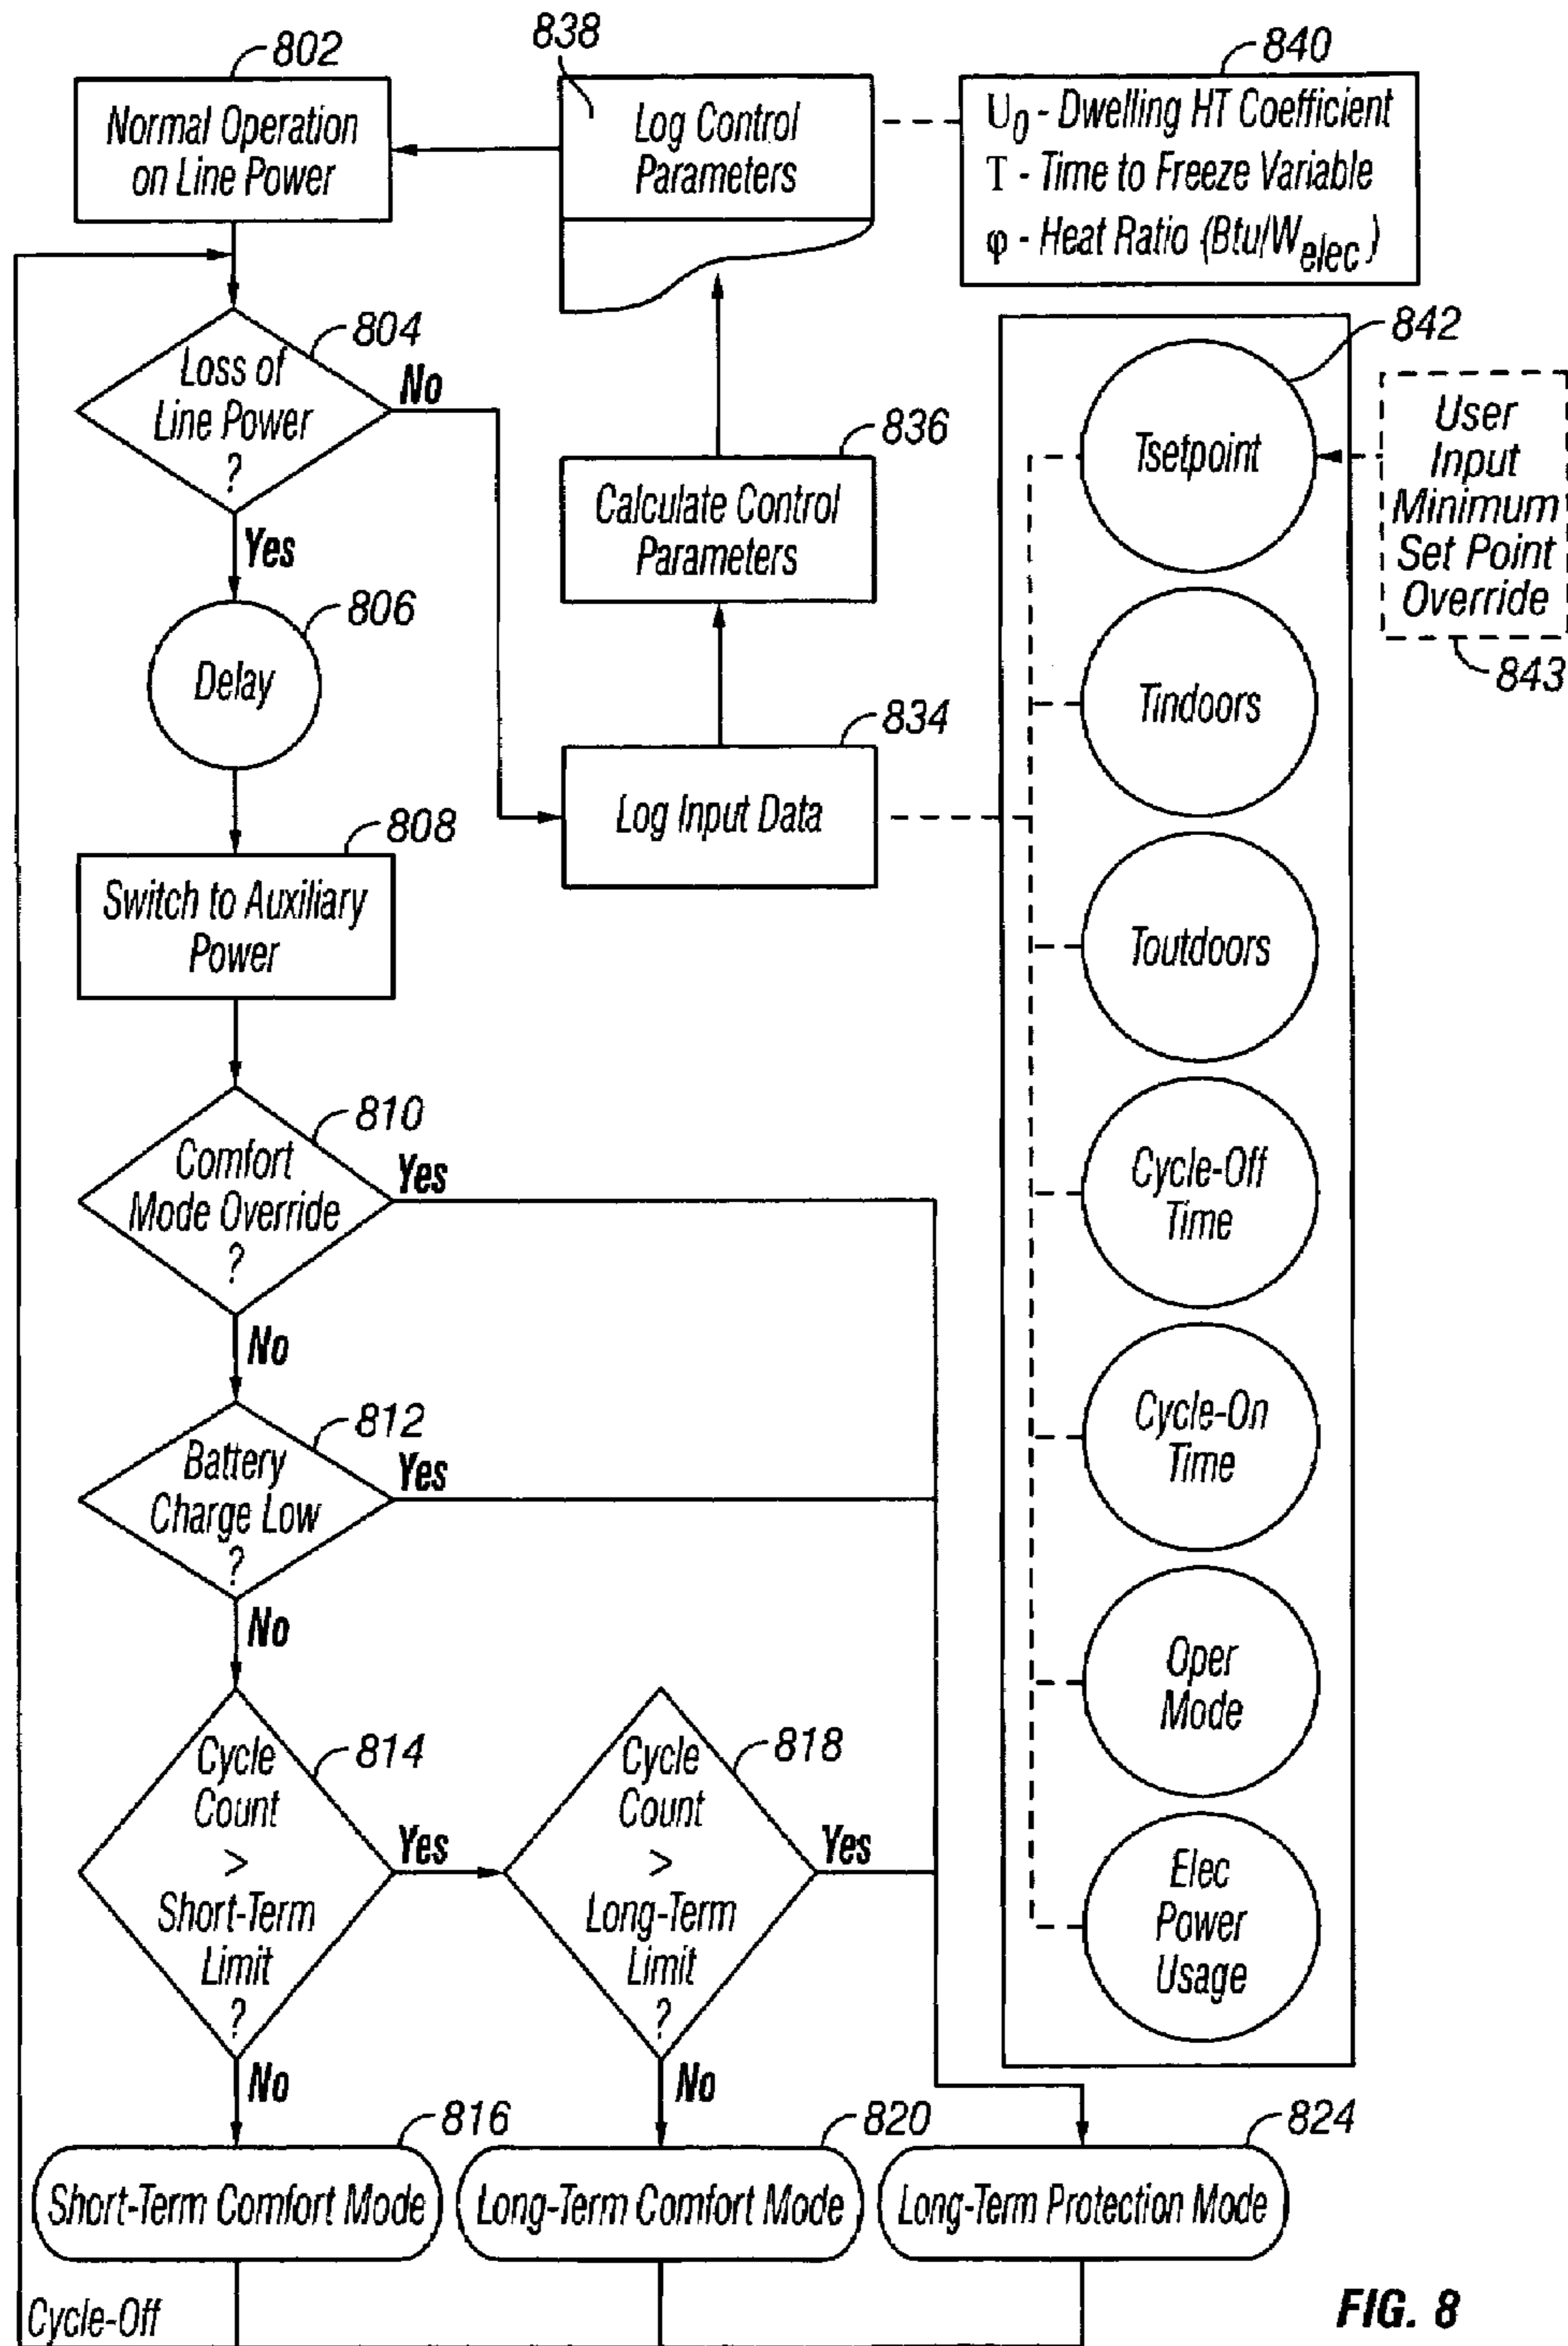 802
Normal Operation
on Line Power
838
Log Control
Parameters
840
U0 - Dwelling HT Coefficient
T - Time to Freeze Variable
φ - Heat Ratio (Btu/Welec)
804
Loss of
Line Power
?
No
Yes
806
Delay
808
Switch to Auxiliary
Power
836
Calculate Control
Parameters
834
Log Input Data
842
Tsetpoint
User
Input
Minimum
Set Point
Override
843
Tindoors
Toutdoors
Cycle-Off
Time
Cycle-On
Time
Oper
Mode
Elec
Power
Usage
810
Comfort
Mode Override
?
Yes
No
812
Battery
Charge Low
?
Yes
No
814
Cycle
Count
>
Short-Term
Limit
?
Yes
No
818
Cycle
Count
>
Long-Term
Limit
?
Yes
No
816
Short-Term Comfort Mode
820
Long-Term Comfort Mode
824
Long-Term Protection Mode
Cycle-Off
FIG. 8